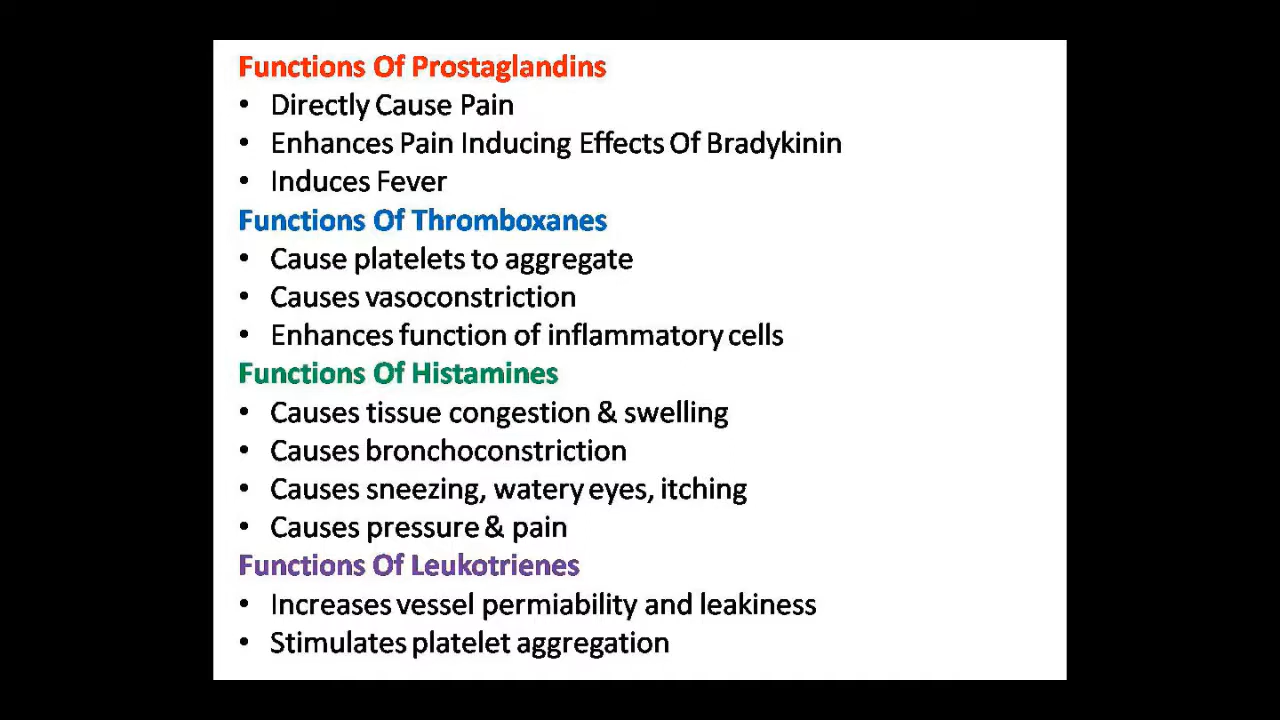 Functions Of Prostaglandins
• Directly Cause Pain
• Enhances Pain Inducing Effects Of Bradykinin
• Induces Fever
Functions Of Thromboxanes
• Cause platelets to aggregate
• Causes vasoconstriction
• Enhances function of inflammatory cells
Functions Of Histamines
• Causes tissue congestion & swelling
• Causes bronchoconstriction
• Causes sneezing, watery eyes, itching
• Causes pressure & pain
Functions Of Leukotrienes
• Increases vessel permiability and leakiness
• Stimulates platelet aggregation